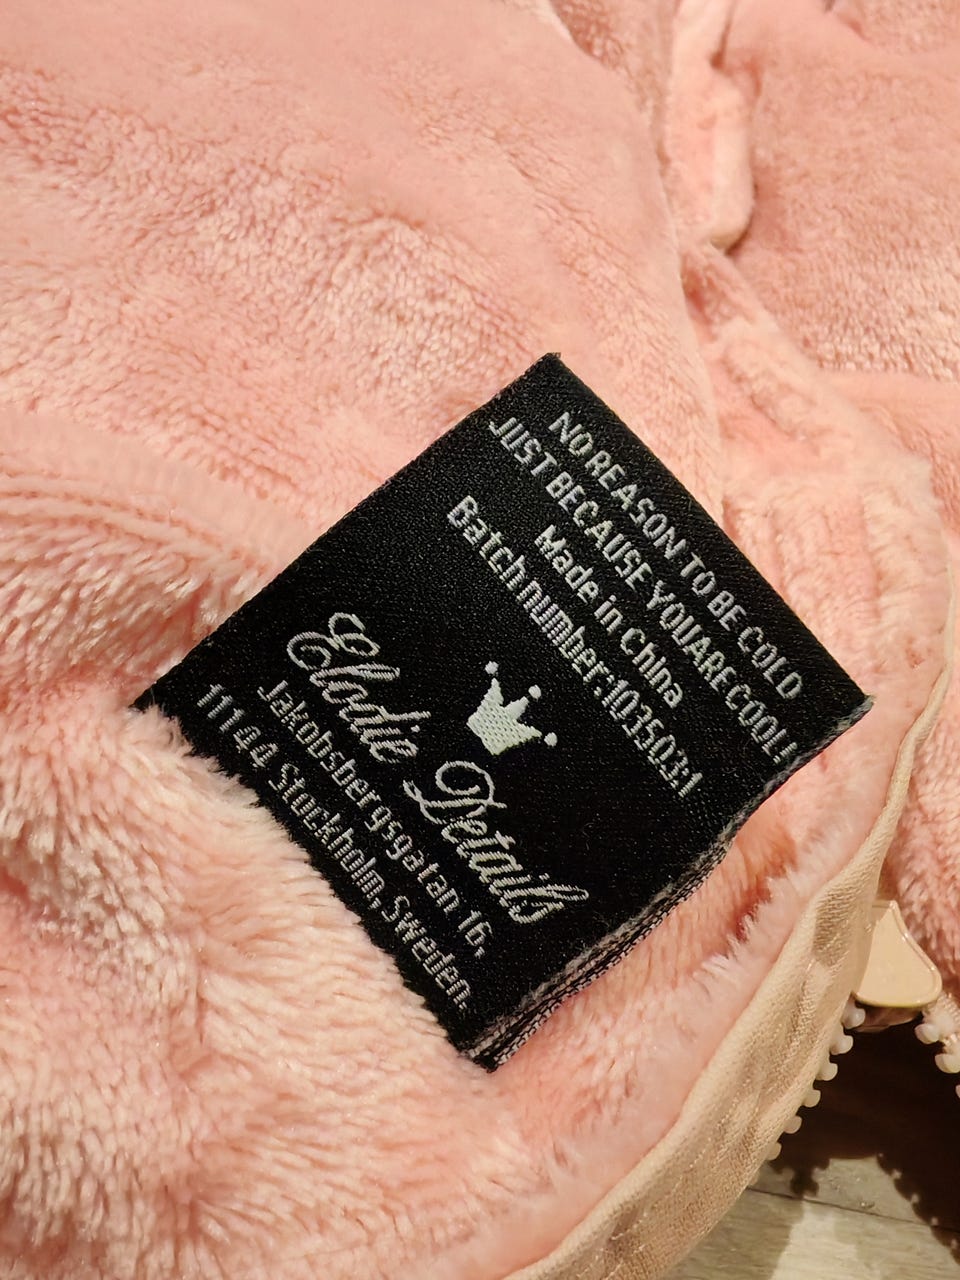 NO REASON TO BE COLD
JUST BECAUSE YOU ARE COOL!
Made in China
Batch number: 1035031
Elodie Details
Jakobsbergsgatan 16,
111 44 Stockholm, Sweden.